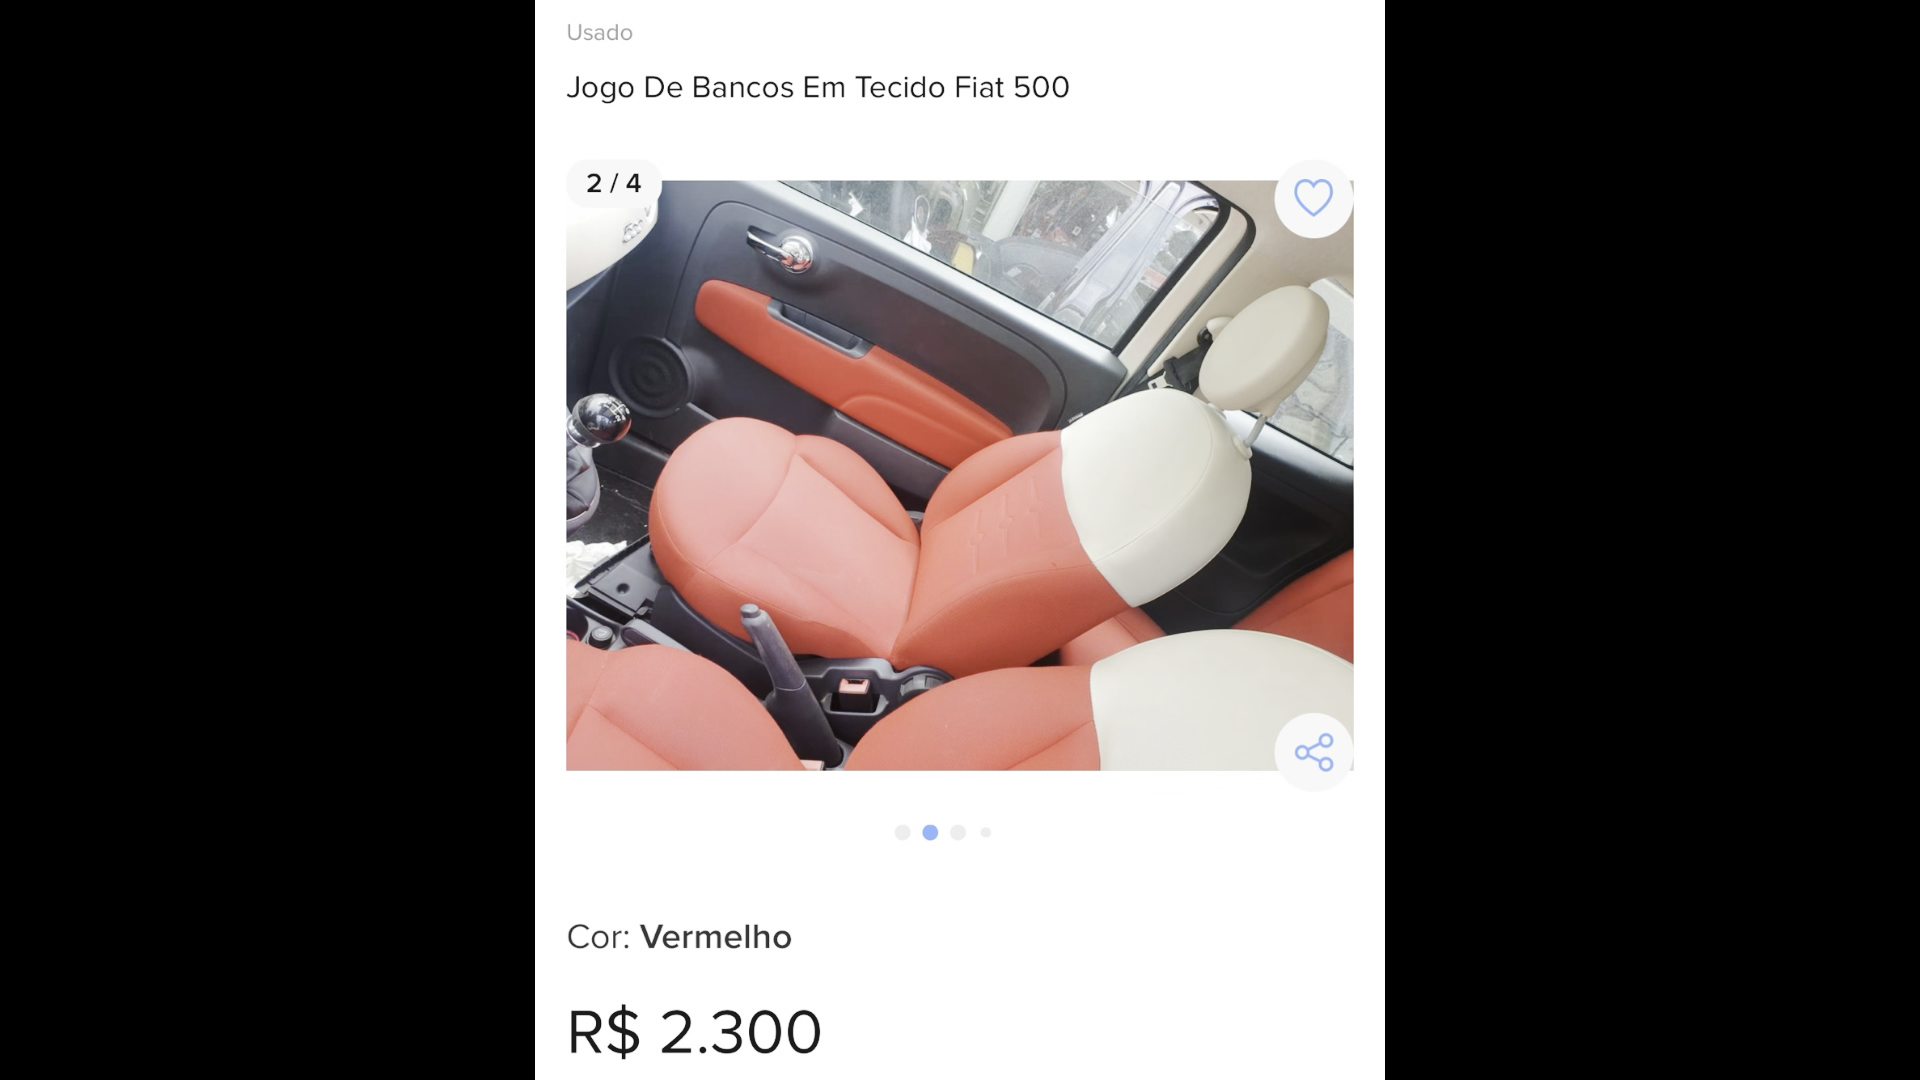 Usado
Jogo De Bancos Em Tecido Fiat 500
2 / 4
Cor: Vermelho
R$ 2.300